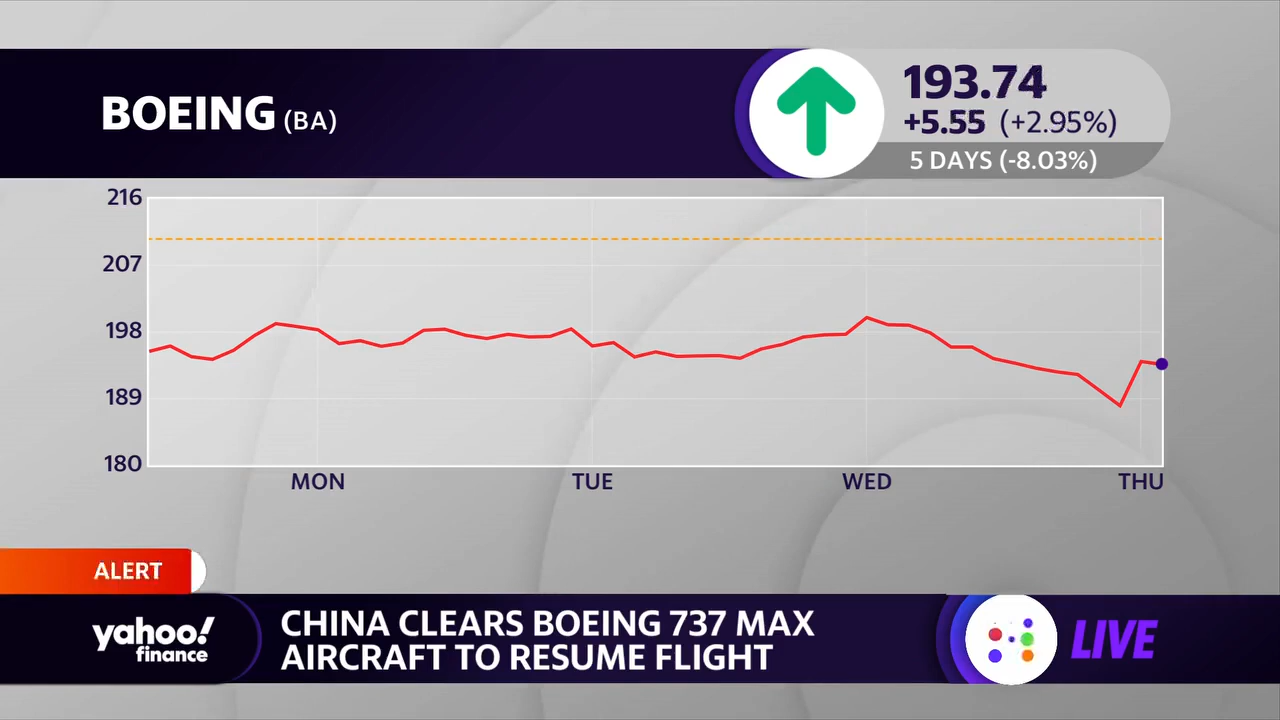 BOEING (BA)
193.74
+5.55 (+2.95%)
5 DAYS (-8.03%)
216
207
198
189
180
MON TUE WED THU
ALERT
yahoo!
finance
CHINA CLEARS BOEING 737 MAX
AIRCRAFT TO RESUME FLIGHT
LIVE